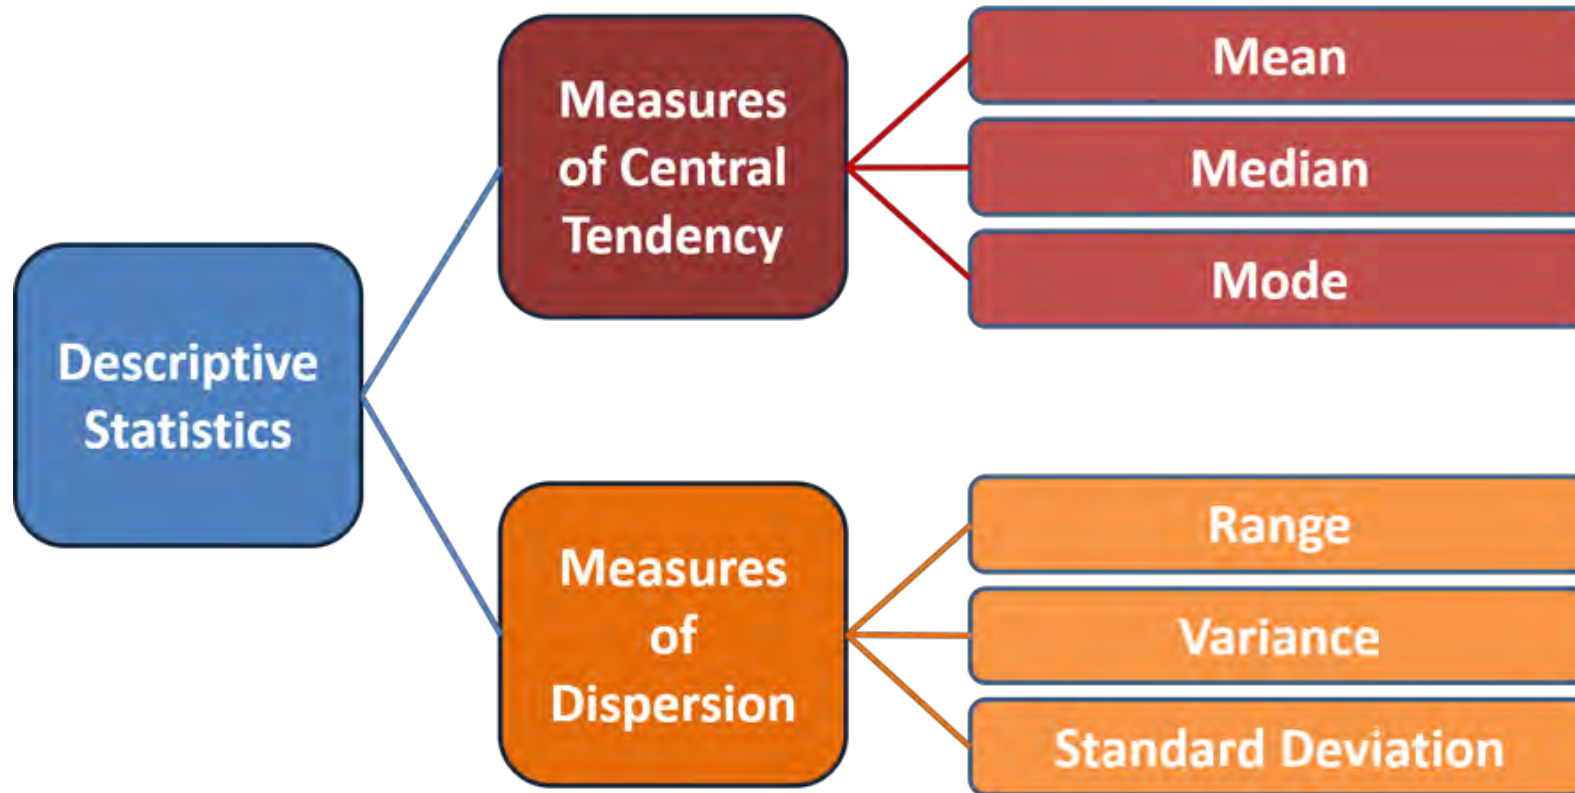 Descriptive
Statistics
Measures
of Central
Tendency
Mean
Median
Mode
Measures
of
Dispersion
Range
Variance
Standard Deviation